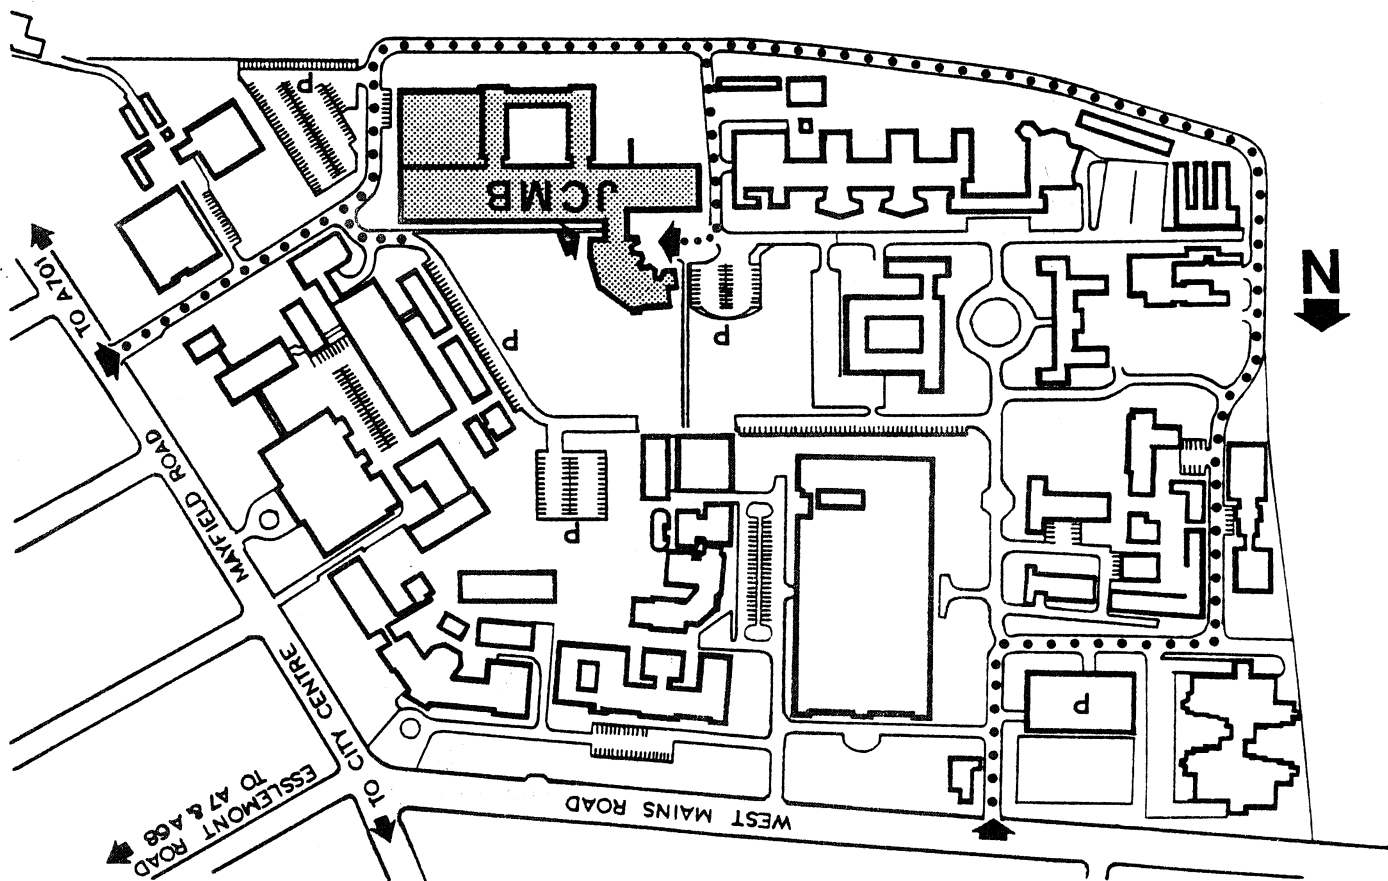 P
JCMB
N
TO A701
P
P
MAYFIELD ROAD
P
TO CITY CENTRE
P
ESSLEMONT ROAD
TO A7 & A68
WEST MAINS ROAD